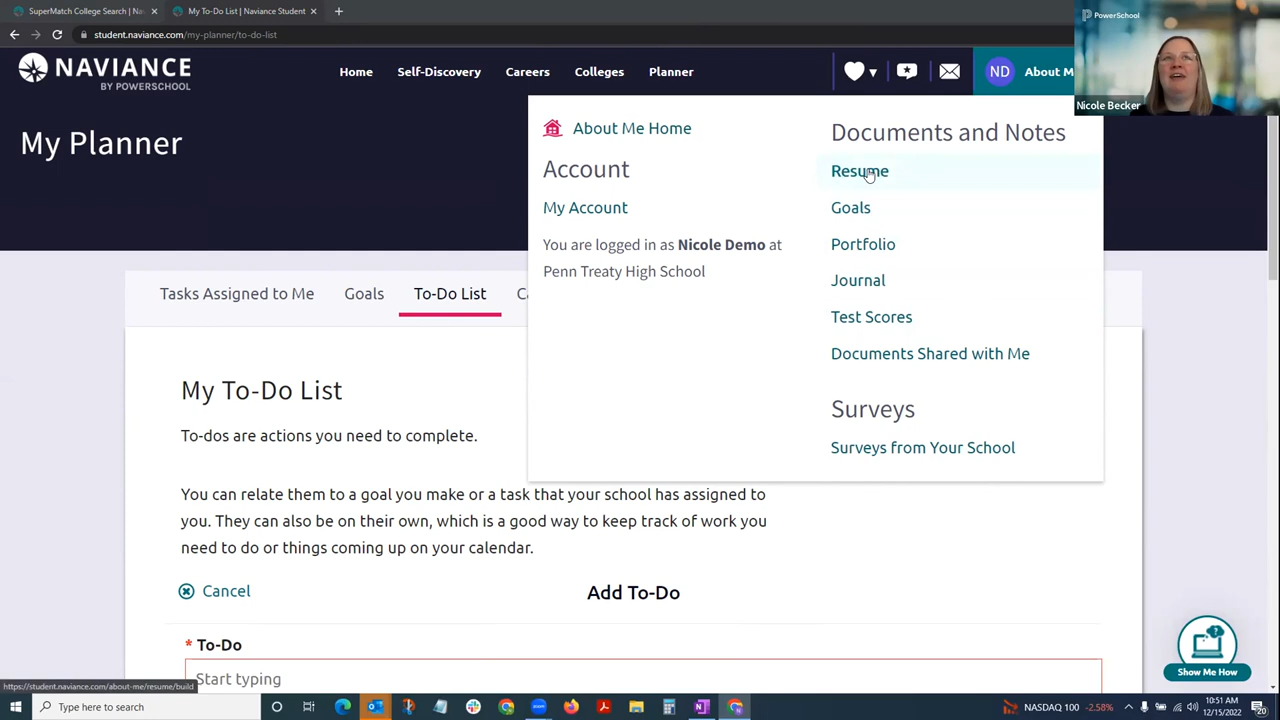 SuperMatch College Search | Na
My To-Do List | Naviance Student
student.naviance.com/my-planner/to-do-list
PowerSchool
Nicole Becker
NAVIANCE
BY POWERSCHOOL
Home
Self-Discovery
Careers
Colleges
Planner
ND
About M
My Planner
About Me Home
Account
My Account
You are logged in as Nicole Demo at
Penn Treaty High School
Documents and Notes
Resume
Goals
Portfolio
Journal
Test Scores
Documents Shared with Me
Surveys
Surveys from Your School
Tasks Assigned to Me
Goals
To-Do List
My To-Do List
To-dos are actions you need to complete.
You can relate them to a goal you make or a task that your school has assigned to
you. They can also be on their own, which is a good way to keep track of work you
need to do or things coming up on your calendar.
Cancel
Add To-Do
* To-Do
Start typing
Show Me How
https://student.naviance.com/about-me/resume/build
Type here to search
NASDAQ 100 -2.58%
10:51 AM
12/15/2022
20